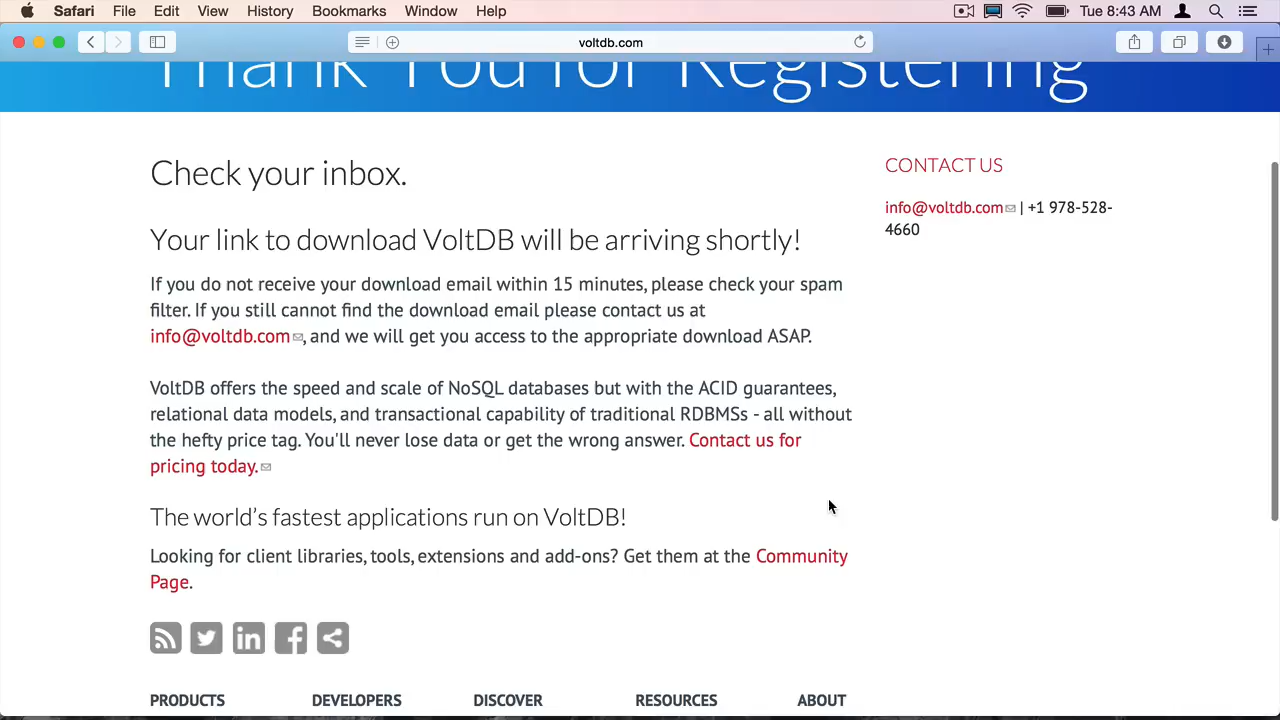 Safari File Edit View History Bookmarks Window Help Tue 8:43 AM
voltdb.com
Thank You for Registering
Check your inbox.
Your link to download VoltDB will be arriving shortly!
If you do not receive your download email within 15 minutes, please check your spam
filter. If you still cannot find the download email please contact us at
info@voltdb.com, and we will get you access to the appropriate download ASAP.
VoltDB offers the speed and scale of NoSQL databases but with the ACID guarantees,
relational data models, and transactional capability of traditional RDBMSs - all without
the hefty price tag. You'll never lose data or get the wrong answer. Contact us for
pricing today.
The world’s fastest applications run on VoltDB!
Looking for client libraries, tools, extensions and add-ons? Get them at the Community
Page.
CONTACT US
info@voltdb.com | +1 978-528-
4660
PRODUCTS DEVELOPERS DISCOVER RESOURCES ABOUT